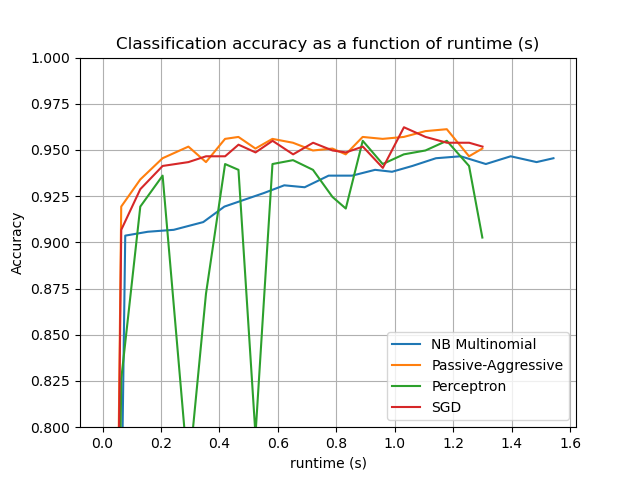 Classification accuracy as a function of runtime (s)
1.000
0.975
0.950
0.925
0.900
0.875
0.850
0.825
0.800
Accuracy
NB Multinomial
Passive-Aggressive
Perceptron
SGD
0.0 0.2 0.4 0.6 0.8 1.0 1.2 1.4 1.6
runtime (s)